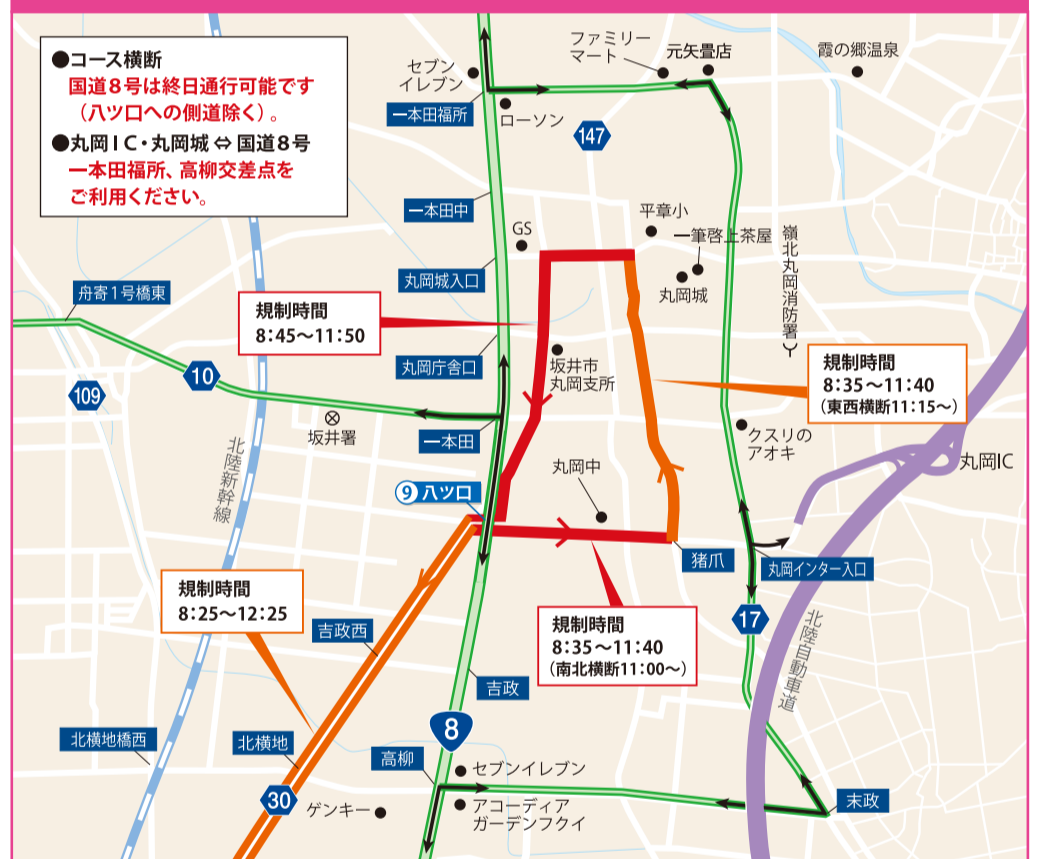 ●コース横断
国道8号は終日通行可能です
（八ツ口への側道除く）。
●丸岡IC・丸岡城⇔国道8号
一本田福所、高柳交差点を
ご利用ください。
セブン
イレブン
ファミリー
マート
元矢畳店
霞の郷温泉
一本田福所
ローソン
147
一本田中
平章小
GS
一筆啓上茶屋
丸岡城入口
丸岡城
嶺北丸岡消防署
舟寄1号橋東
規制時間
8:45～11:50
丸岡庁舎口
坂井市
丸岡支所
規制時間
8:35～11:40
（東西横断11:15～）
10
109
坂井署
一本田
クスリの
アオキ
丸岡IC
北陸新幹線
丸岡中
⑨八ツ口
猪爪
丸岡インター入口
規制時間
8:25～12:25
規制時間
8:35～11:40
（南北横断11:00～）
17
北陸自動車道
吉政西
吉政
8
北横地橋西
北横地
高柳
セブンイレブン
30
ゲンキー
アコーディア
ガーデンフクイ
末政